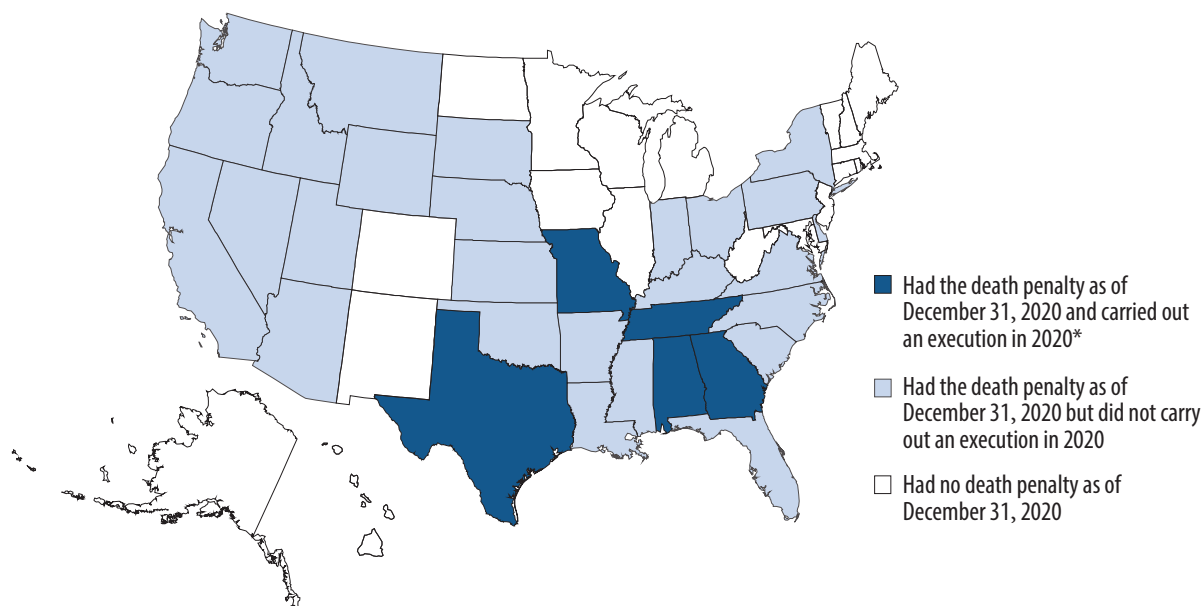 Had the death penalty as of
December 31, 2020 and carried out
an execution in 2020*
Had the death penalty as of
December 31, 2020 but did not carry
out an execution in 2020
Had no death penalty as of
December 31, 2020